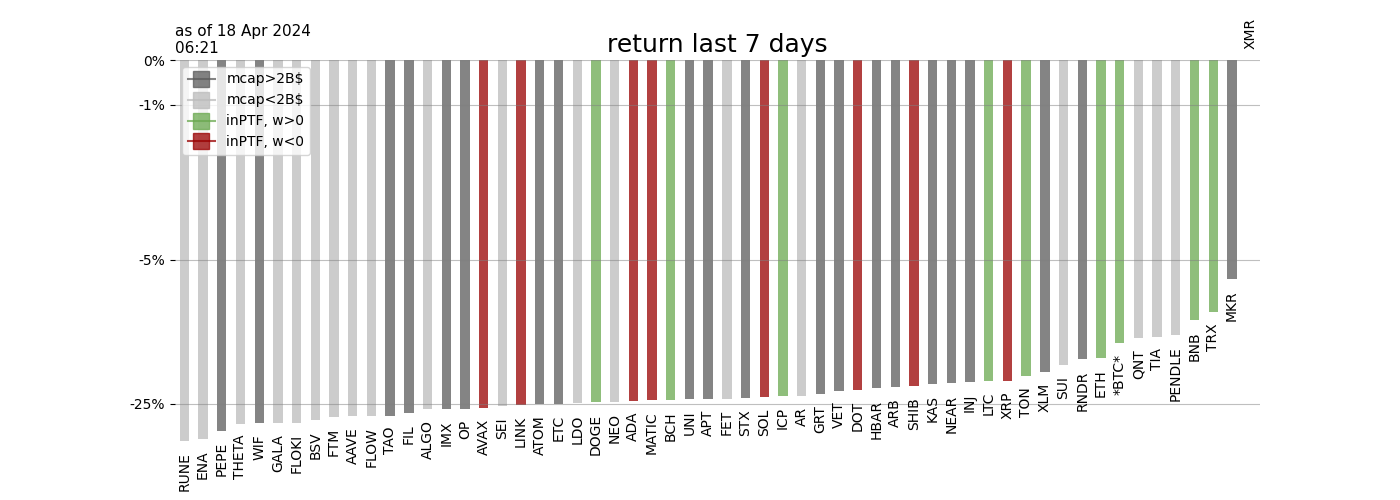 as of 18 Apr 2024
06:21
return last 7 days
XMR
0%
-1%
-5%
-25%
mcap>2B$
mcap<2B$
inPTF, w>0
inPTF, w<0
RUNE
ENA
PEPE
THETA
WIF
GALA
FLOKI
BSV
FTM
AAVE
FLOW
TAO
FIL
ALGO
IMX
OP
AVAX
SEI
LINK
ATOM
ETC
LDO
DOGE
NEO
ADA
MATIC
BCH
UNI
APT
FET
STX
SOL
ICP
AR
GRT
VET
DOT
HBAR
ARB
SHIB
KAS
NEAR
INJ
LTC
XRP
TON
XLM
SUI
RNDR
ETH
*BTC*
QNT
TIA
PENDLE
BNB
TRX
MKR